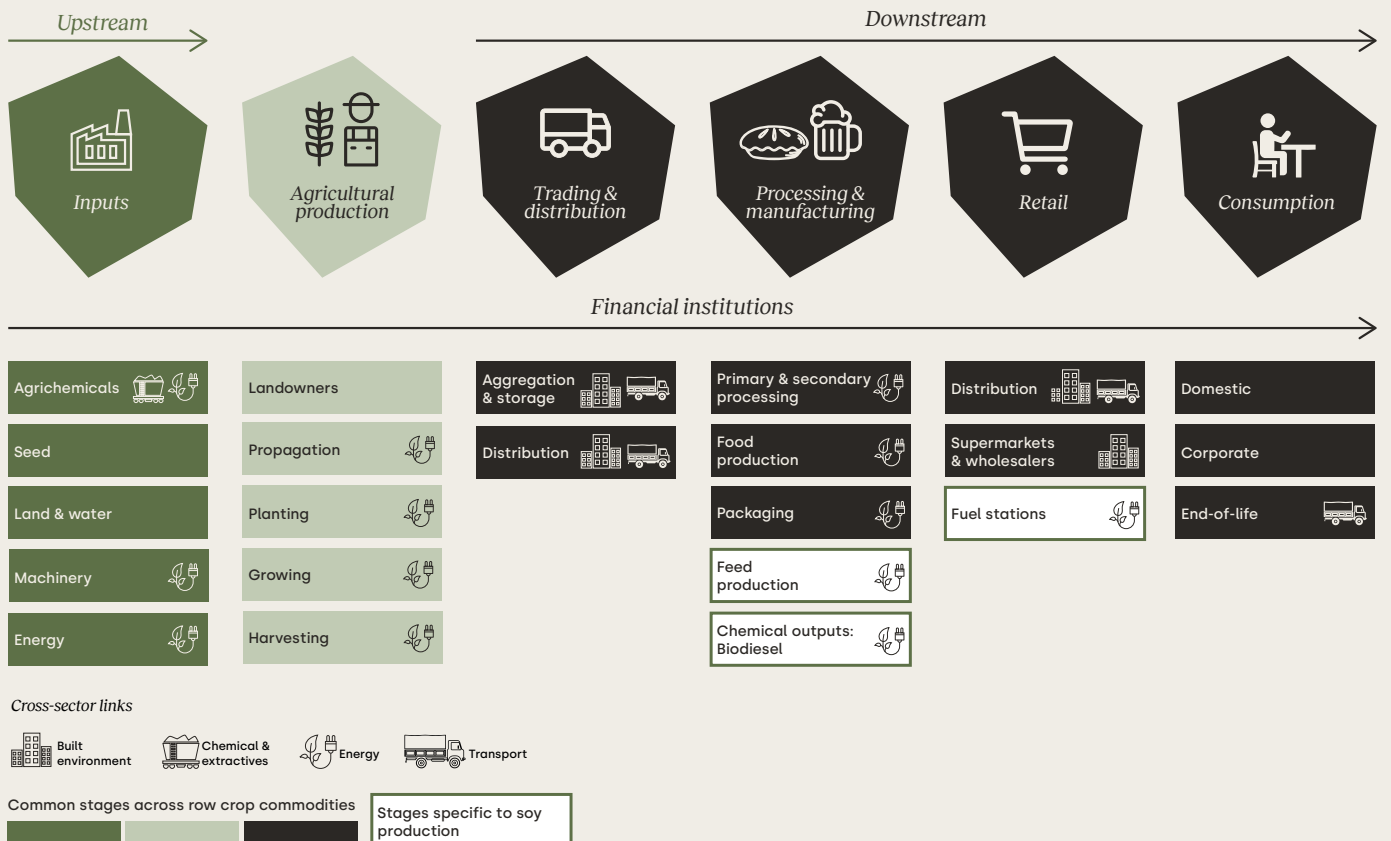 Upstream
Downstream
Inputs
Agricultural
production
Trading &
distribution
Processing &
manufacturing
Retail
Consumption
Financial institutions
Agrichemicals
Seed
Land & water
Machinery
Energy
Landowners
Propagation
Planting
Growing
Harvesting
Aggregation
& storage
Distribution
Primary & secondary
processing
Food
production
Packaging
Feed
production
Chemical outputs:
Biodiesel
Distribution
Supermarkets
& wholesalers
Fuel stations
Domestic
Corporate
End-of-life
Cross-sector links
Built
environment
Chemical &
extractives
Energy
Transport
Common stages across row crop commodities
Stages specific to soy
production